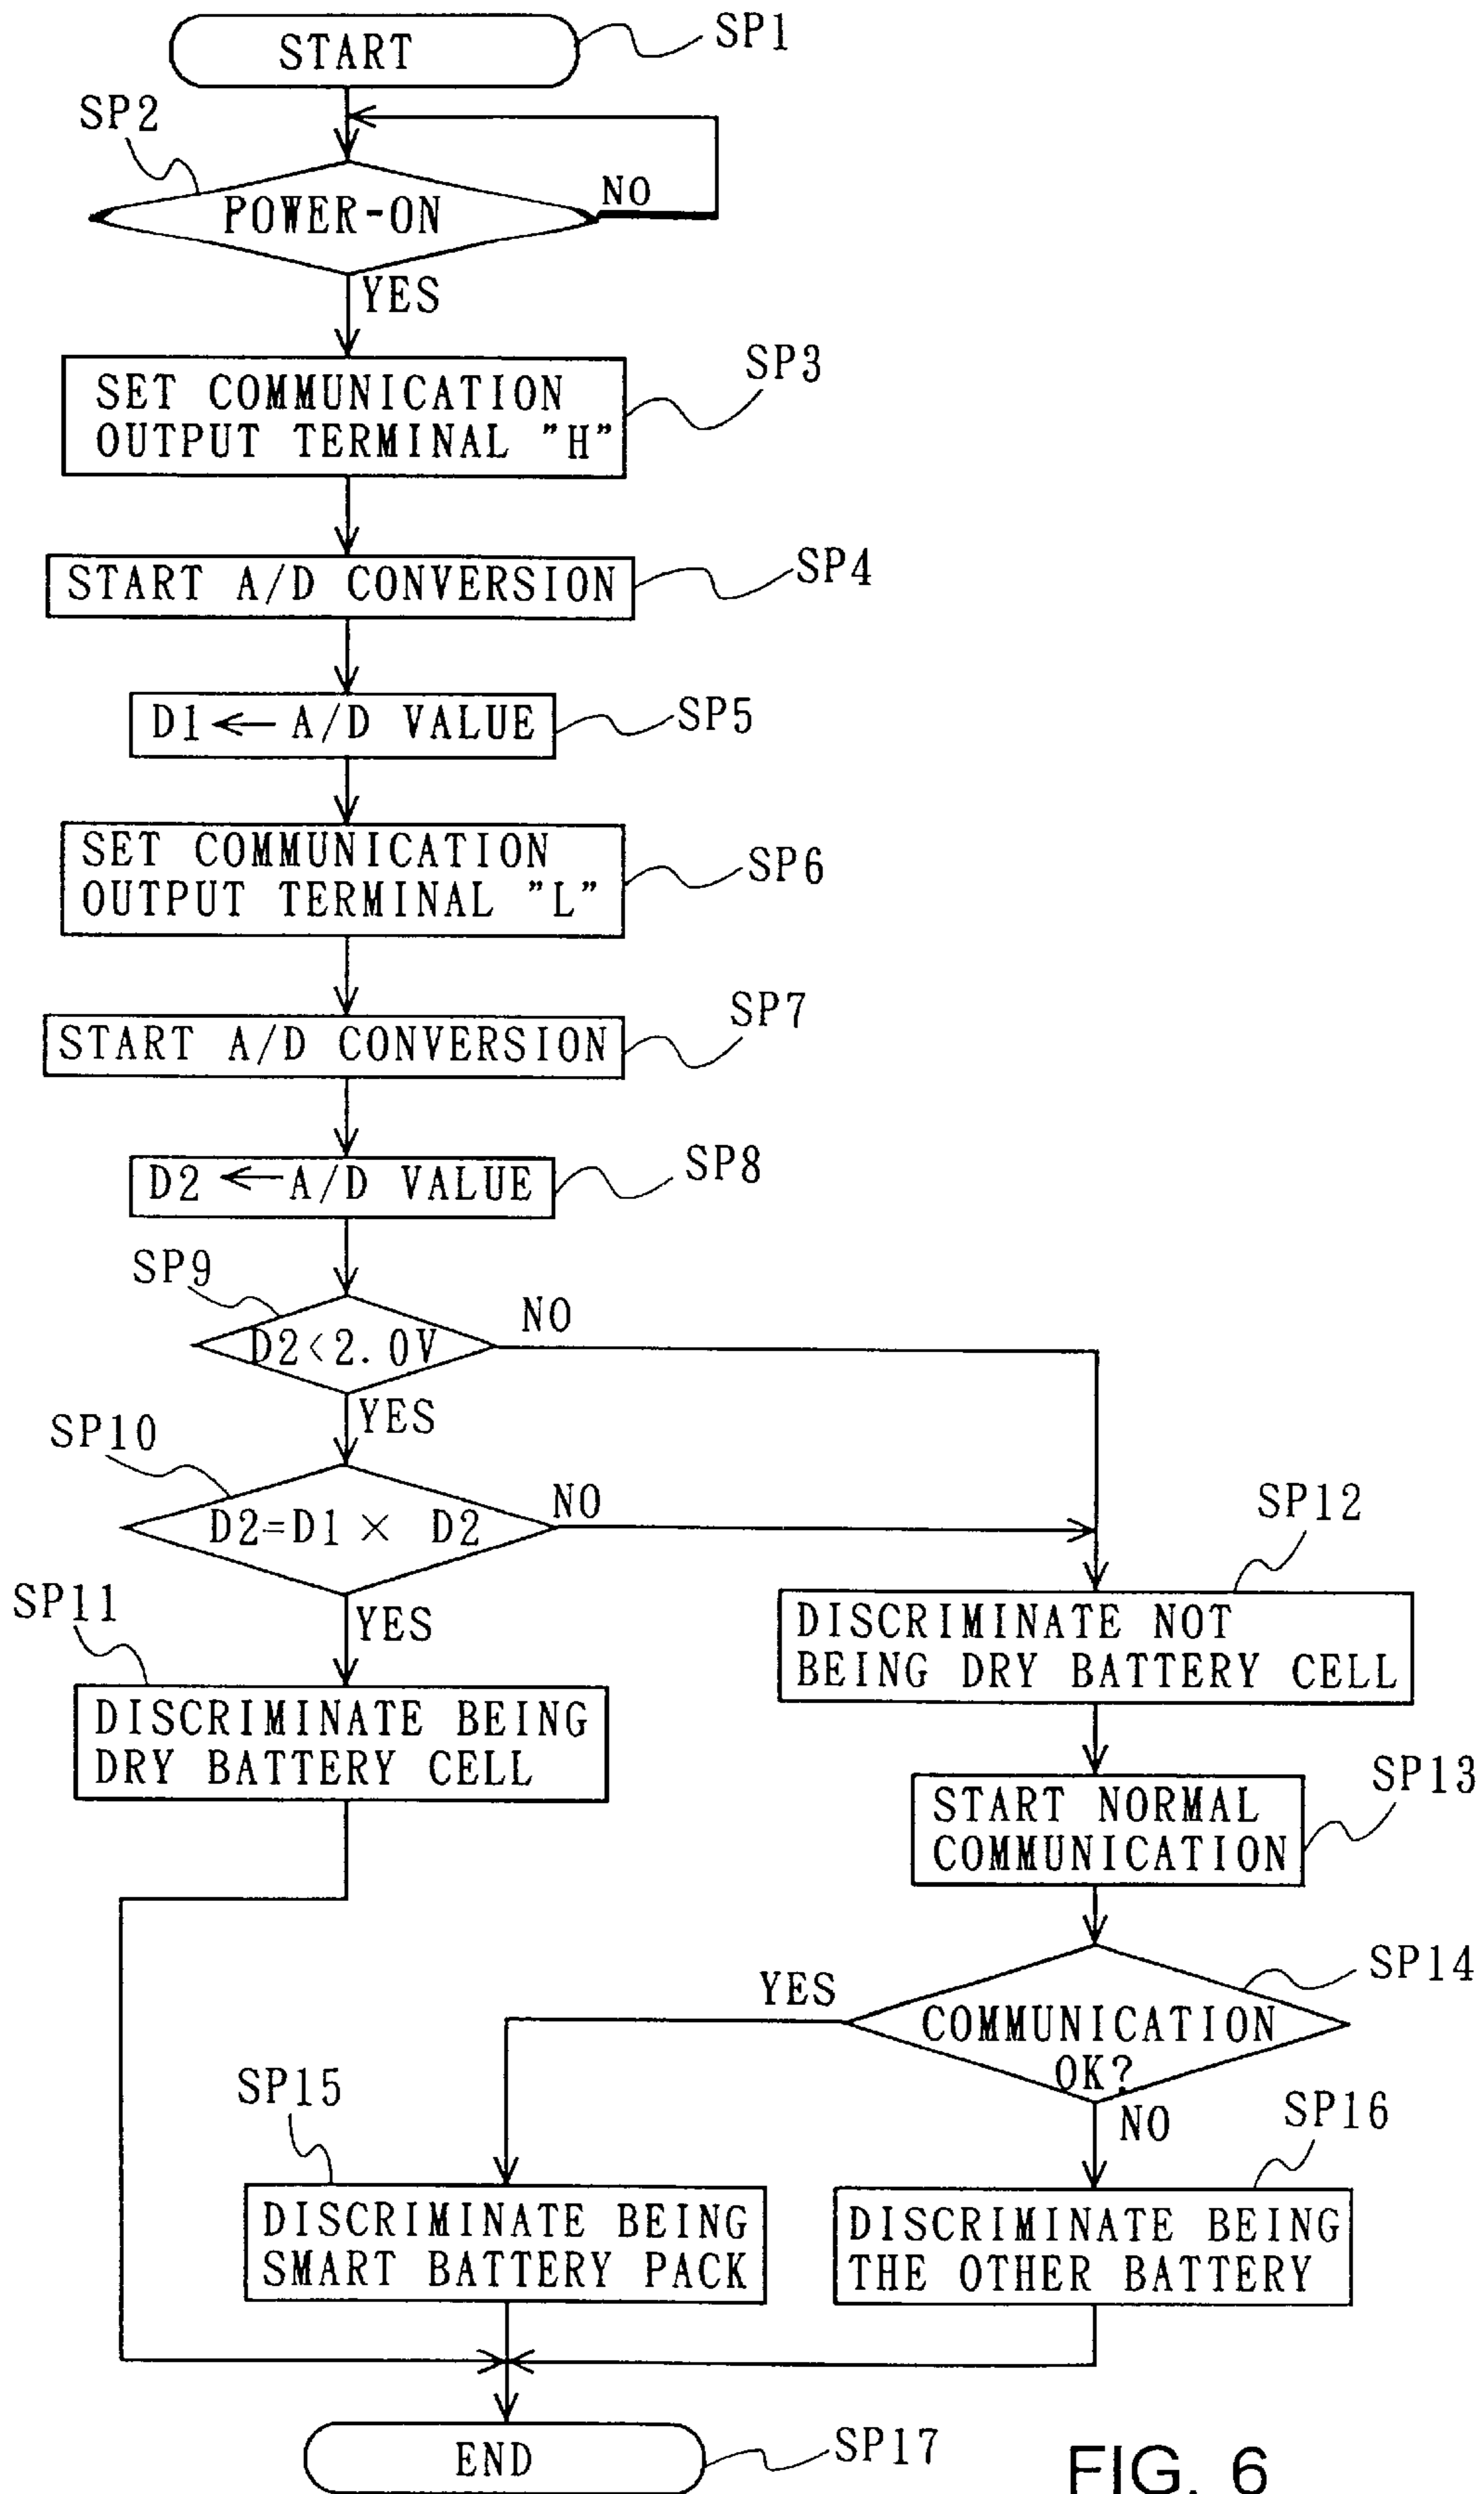 START
SP1
SP2
POWER-ON
NO
YES
SET COMMUNICATION
OUTPUT TERMINAL "H"
SP3
START A/D CONVERSION
SP4
D1 ← A/D VALUE
SP5
SET COMMUNICATION
OUTPUT TERMINAL "L"
SP6
START A/D CONVERSION
SP7
D2 ← A/D VALUE
SP8
SP9
D2<2.0V
NO
YES
SP10
D2=D1 × D2
NO
YES
SP11
DISCRIMINATE BEING
DRY BATTERY CELL
SP12
DISCRIMINATE NOT
BEING DRY BATTERY CELL
START NORMAL
COMMUNICATION
SP13
COMMUNICATION
OK?
SP14
YES
NO
SP15
DISCRIMINATE BEING
SMART BATTERY PACK
SP16
DISCRIMINATE BEING
THE OTHER BATTERY
END
SP17
FIG. 6